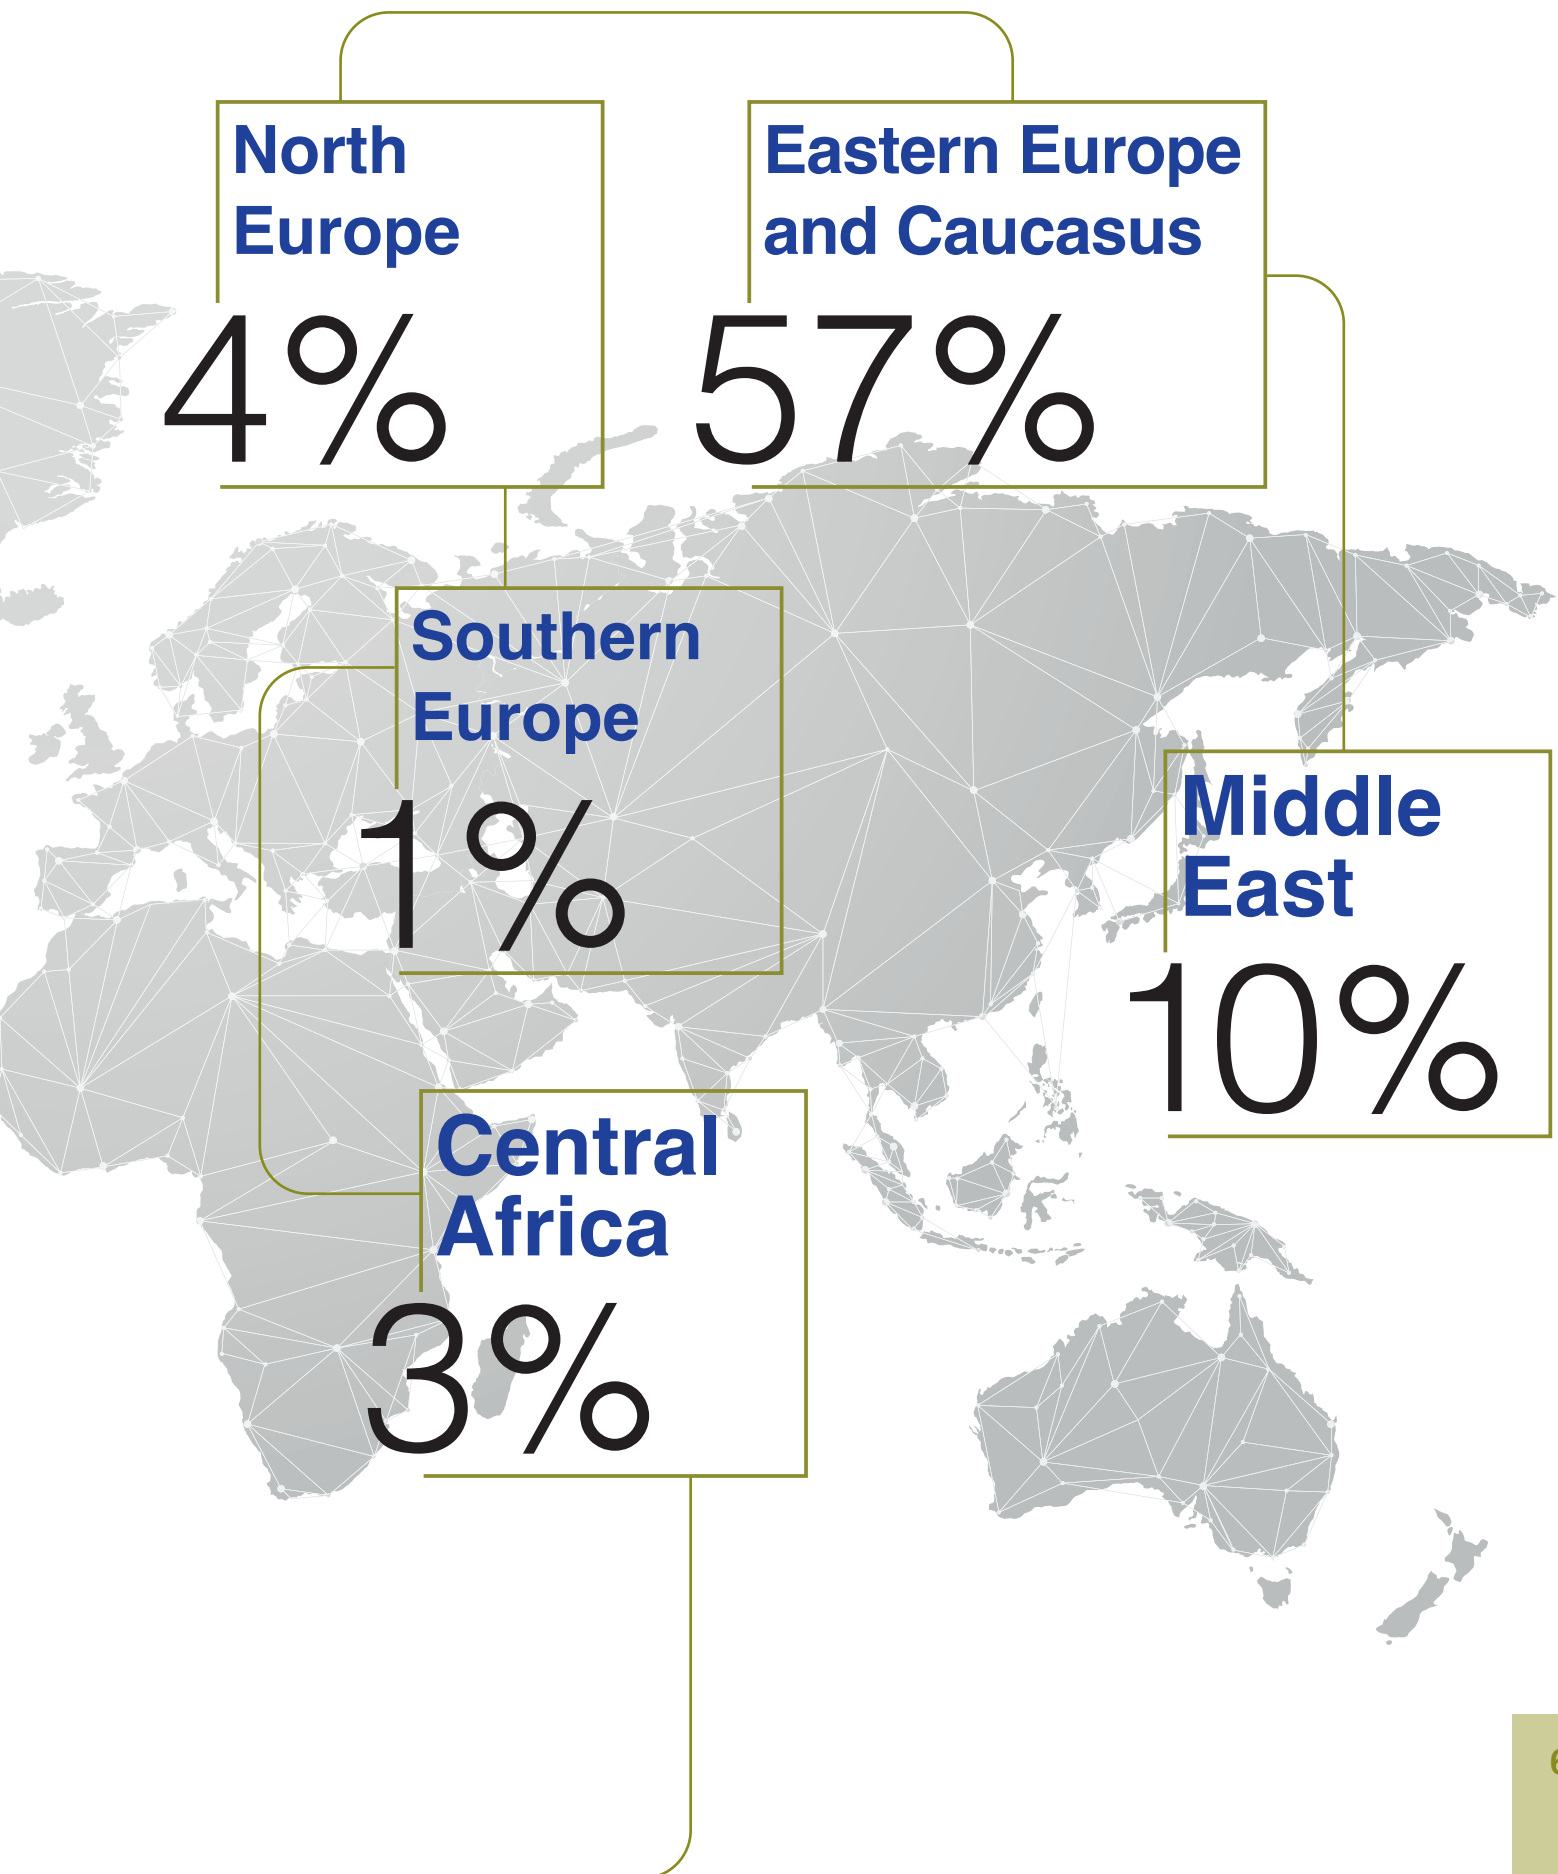 North
Europe
4%
Eastern Europe
and Caucasus
57%
Southern
Europe
1%
Middle
East
10%
Central
Africa
3%